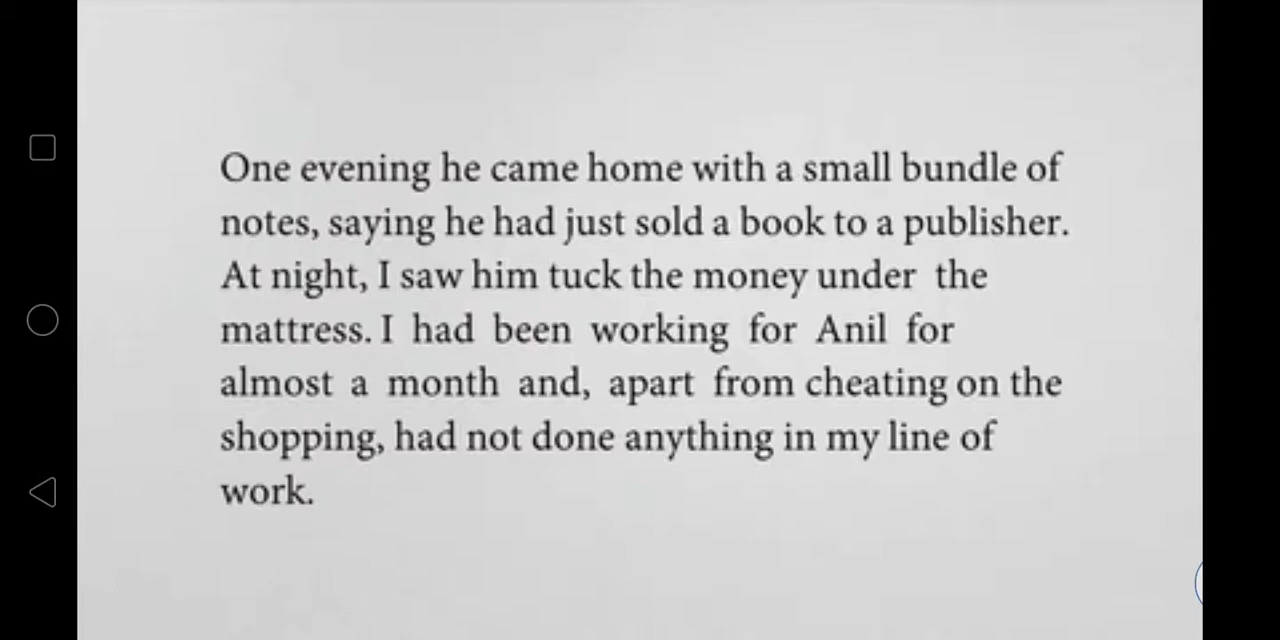 One evening he came home with a small bundle of
notes, saying he had just sold a book to a publisher.
At night, I saw him tuck the money under the
mattress. I had been working for Anil for
almost a month and, apart from cheating on the
shopping, had not done anything in my line of
work.